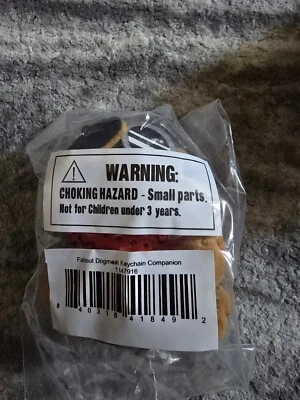 WARNING:
CHOKING HAZARD - Small parts.
Not for Children under 3 years.
Fallout Dogmeat Keychain Companion
1147916
8 40316 41849 2